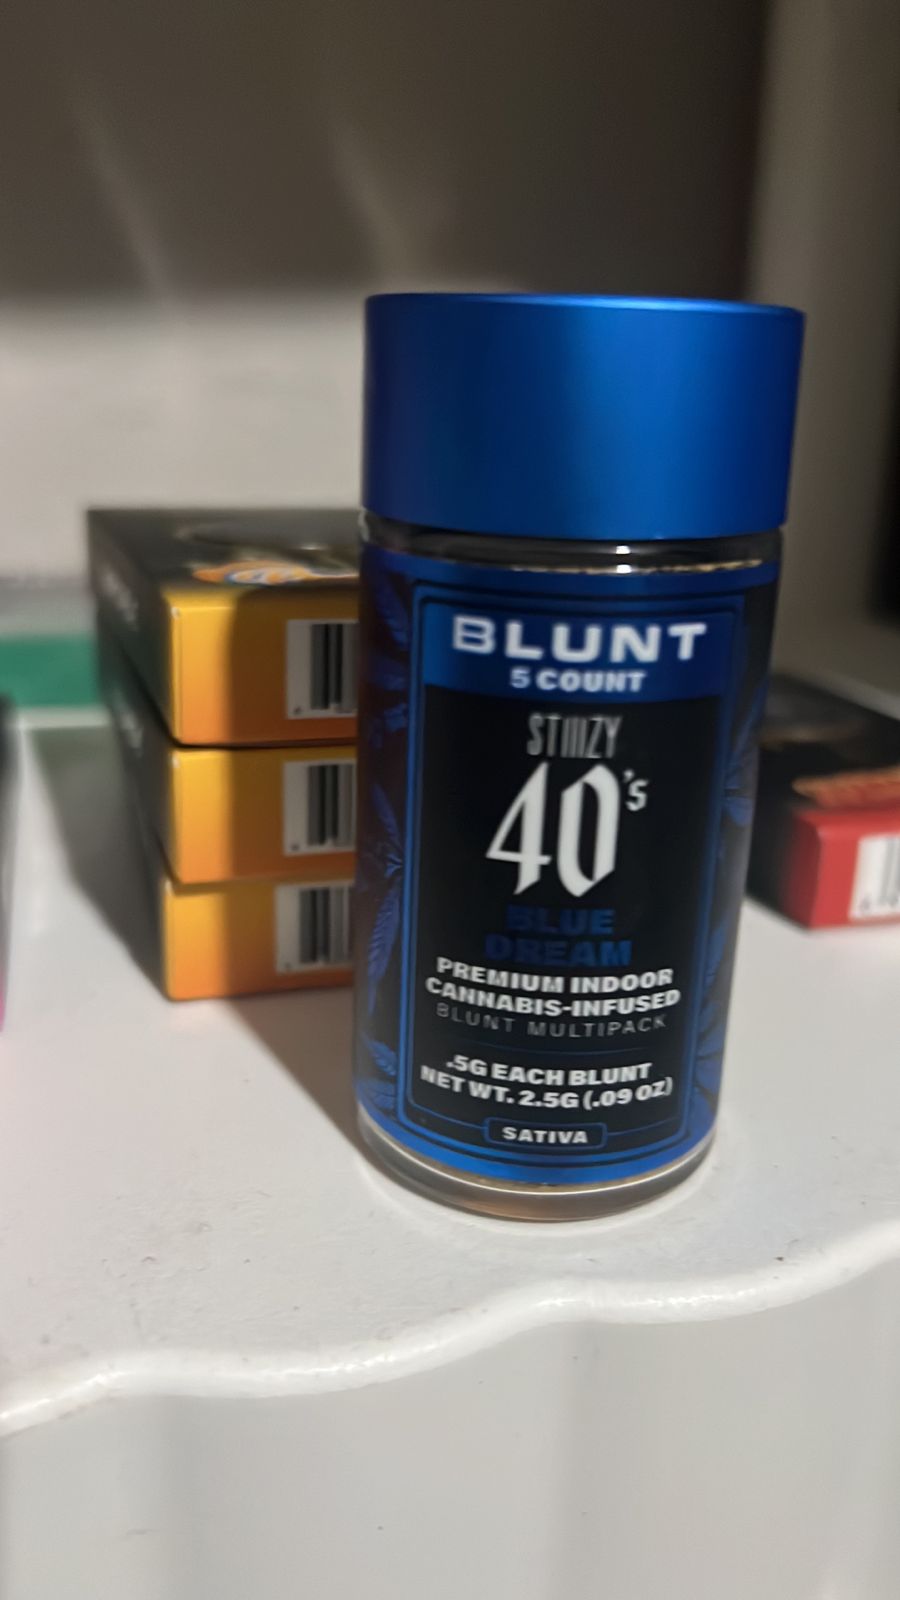 BLUNT
5 COUNT
STIIIZY
40's
BLUE
DREAM
PREMIUM INDOOR
CANNABIS-INFUSED
BLUNT MULTIPACK
.5G EACH BLUNT
NET WT. 2.5G (.09 OZ)
SATIVA